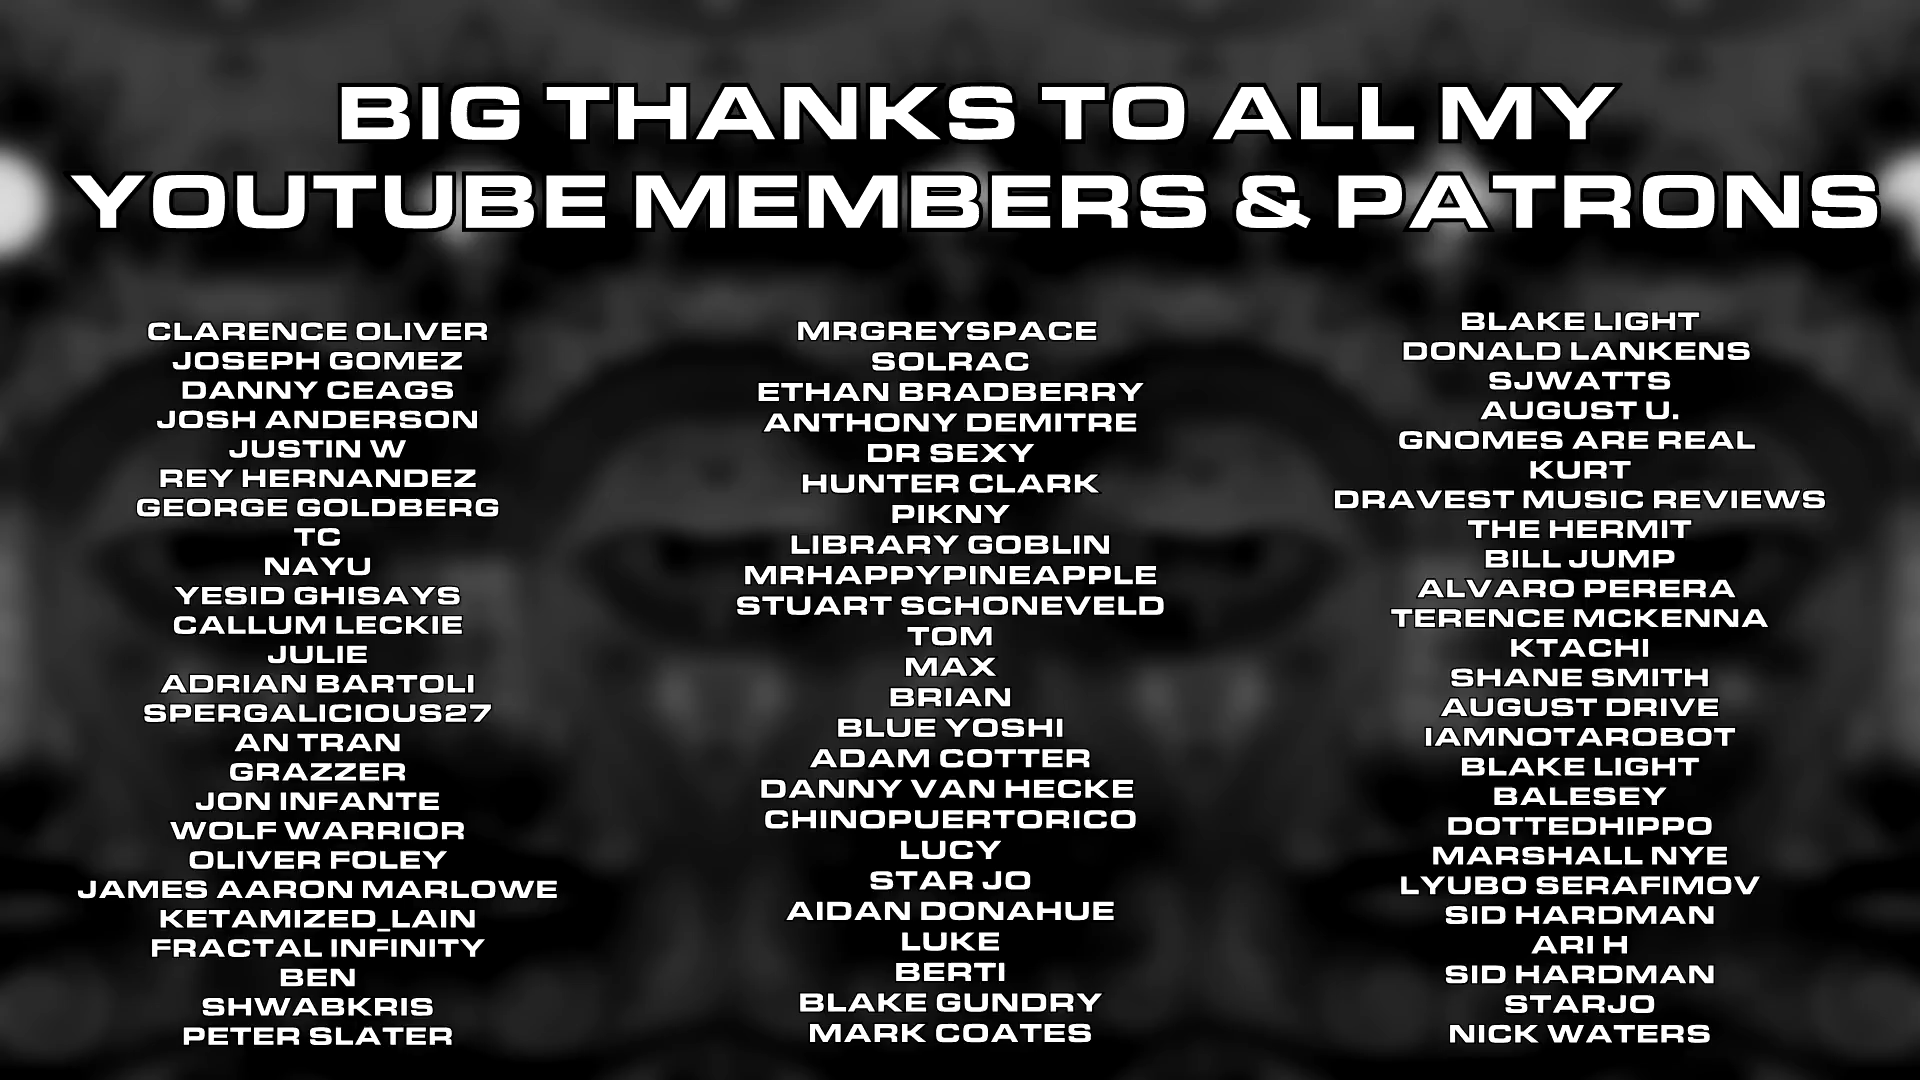 BIG THANKS TO ALL MY
YOUTUBE MEMBERS & PATRONS
CLARENCE OLIVER
JOSEPH GOMEZ
DANNY CEAGS
JOSH ANDERSON
JUSTIN W
REY HERNANDEZ
GEORGE GOLDBERG
TC
NAYU
YESID GHISAYS
CALLUM LECKIE
JULIE
ADRIAN BARTOLI
SPERGALICIOUS27
AN TRAN
GRAZZER
JON INFANTE
WOLF WARRIOR
OLIVER FOLEY
JAMES AARON MARLOWE
KETAMIZED_LAIN
FRACTAL INFINITY
BEN
SHWABKRIS
PETER SLATER
MRGREYSPACE
SOLRAC
ETHAN BRADBERRY
ANTHONY DEMITRE
DR SEXY
HUNTER CLARK
PIKNY
LIBRARY GOBLIN
MRHAPPYPINEAPPLE
STUART SCHONEVELD
TOM
MAX
BRIAN
BLUE YOSHI
ADAM COTTER
DANNY VAN HECKE
CHINOPUERTORICO
LUCY
STAR JO
AIDAN DONAHUE
LUKE
BERTI
BLAKE GUNDRY
MARK COATES
BLAKE LIGHT
DONALD LANKENS
SJWATTS
AUGUST U.
GNOMES ARE REAL
KURT
DRAVEST MUSIC REVIEWS
THE HERMIT
BILL JUMP
ALVARO PERERA
TERENCE MCKENNA
KTACHI
SHANE SMITH
AUGUST DRIVE
IAMNOTAROBOT
BLAKE LIGHT
BALESEY
DOTTEDHIPPO
MARSHALL NYE
LYUBO SERAFIMOV
SID HARDMAN
ARI H
SID HARDMAN
STARJO
NICK WATERS